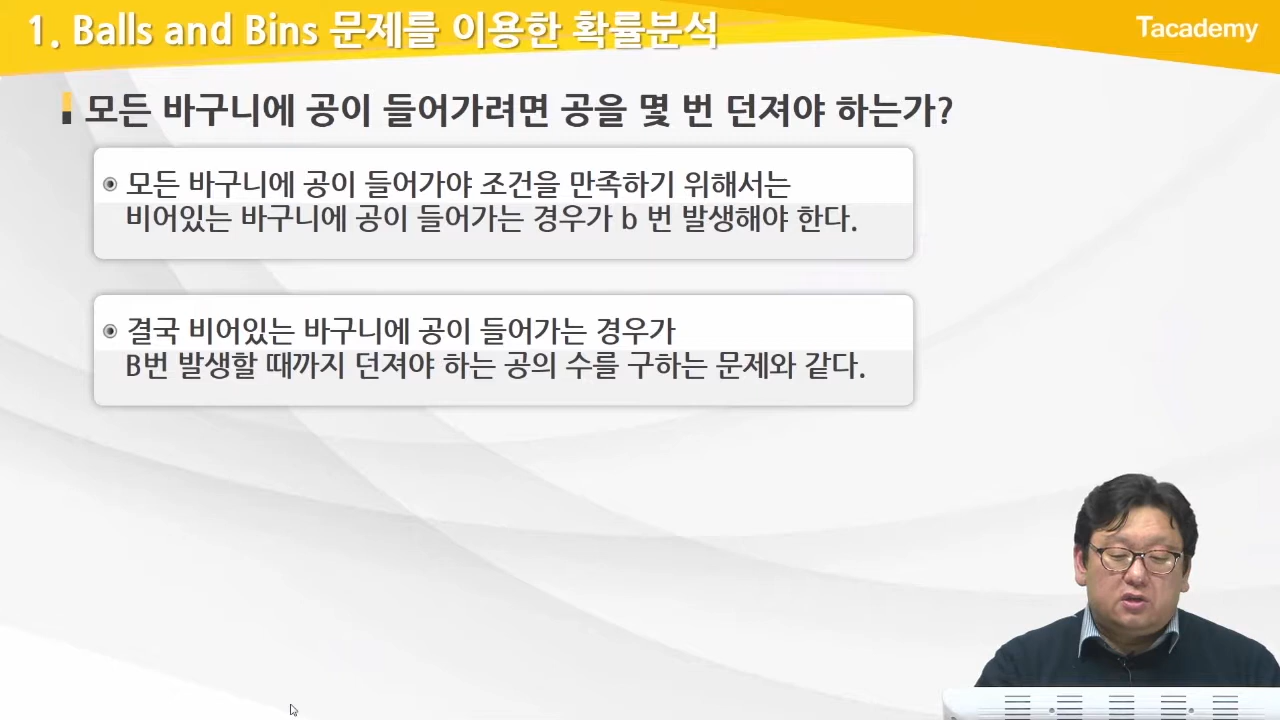 1. Balls and Bins 문제를 이용한 확률분석
Tacademy
모든 바구니에 공이 들어가려면 공을 몇 번 던져야 하는가?
모든 바구니에 공이 들어가야 조건을 만족하기 위해서는
비어있는 바구니에 공이 들어가는 경우가 b 번 발생해야 한다.
결국 비어있는 바구니에 공이 들어가는 경우가
B번 발생할 때까지 던져야 하는 공의 수를 구하는 문제와 같다.